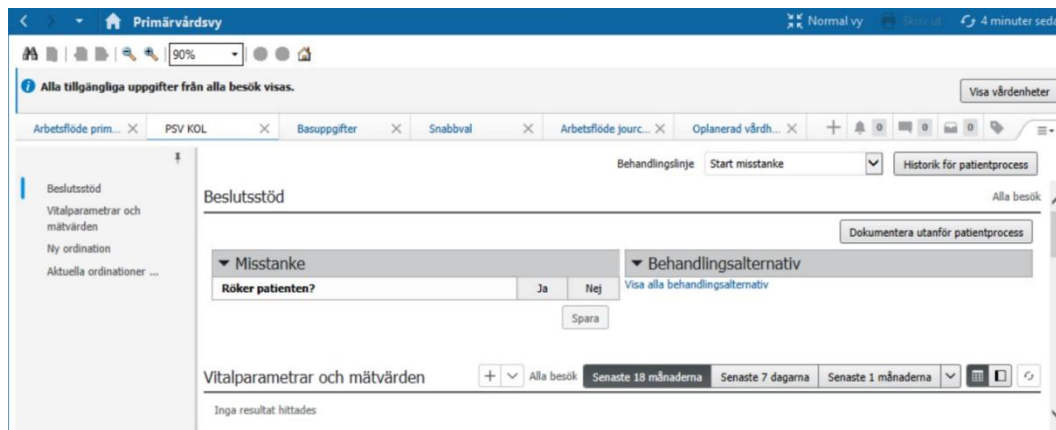 Primärvårdsvy
Normal vy
Skriv ut
4 minuter seda
90%
Alla tillgängliga uppgifter från alla besök visas.
Visa vårdenheter
Arbetsflöde prim...
PSV KOL
Basuppgifter
Snabbval
Arbetsflöde jourc...
Oplanerad vårdh...
0
0
0
Behandlingslinje
Start misstanke
Historik för patientprocess
Beslutsstöd
Vitalparametrar och
mätvärden
Ny ordination
Aktuella ordinationer ...
Beslutsstöd
Alla besök
Dokumentera utanför patientprocess
Misstanke
Behandlingsalternativ
Röker patienten?
Ja
Nej
Visa alla behandlingsalternativ
Spara
Vitalparametrar och mätvärden
Alla besök
Senaste 18 månaderna
Senaste 7 dagarna
Senaste 1 månaderna
Inga resultat hittades